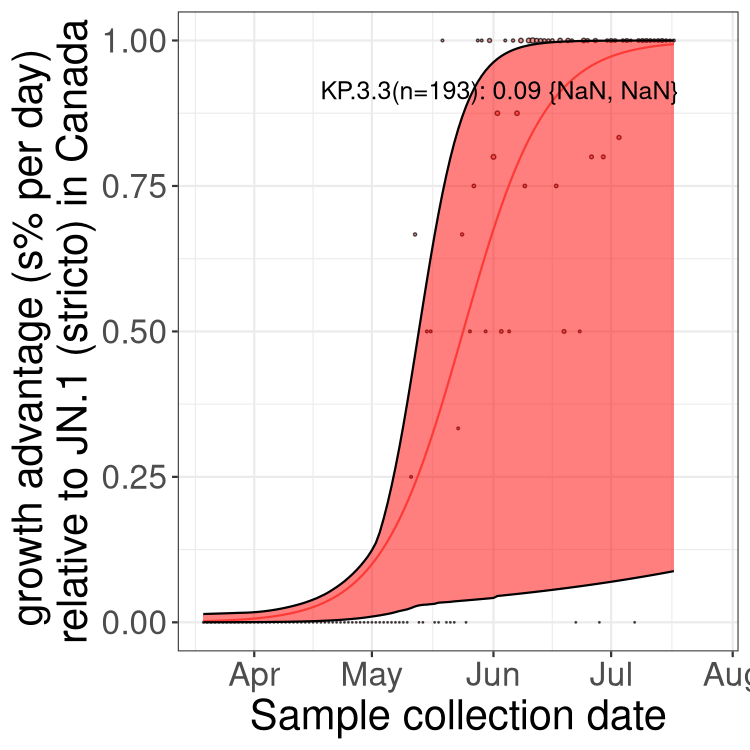 growth advantage (s% per day)
relative to JN.1 (stricto) in Canada
1.00
0.75
0.50
0.25
0.00
KP.3.3(n=193): 0.09 {NaN, NaN}
Apr May Jun Jul Aug
Sample collection date